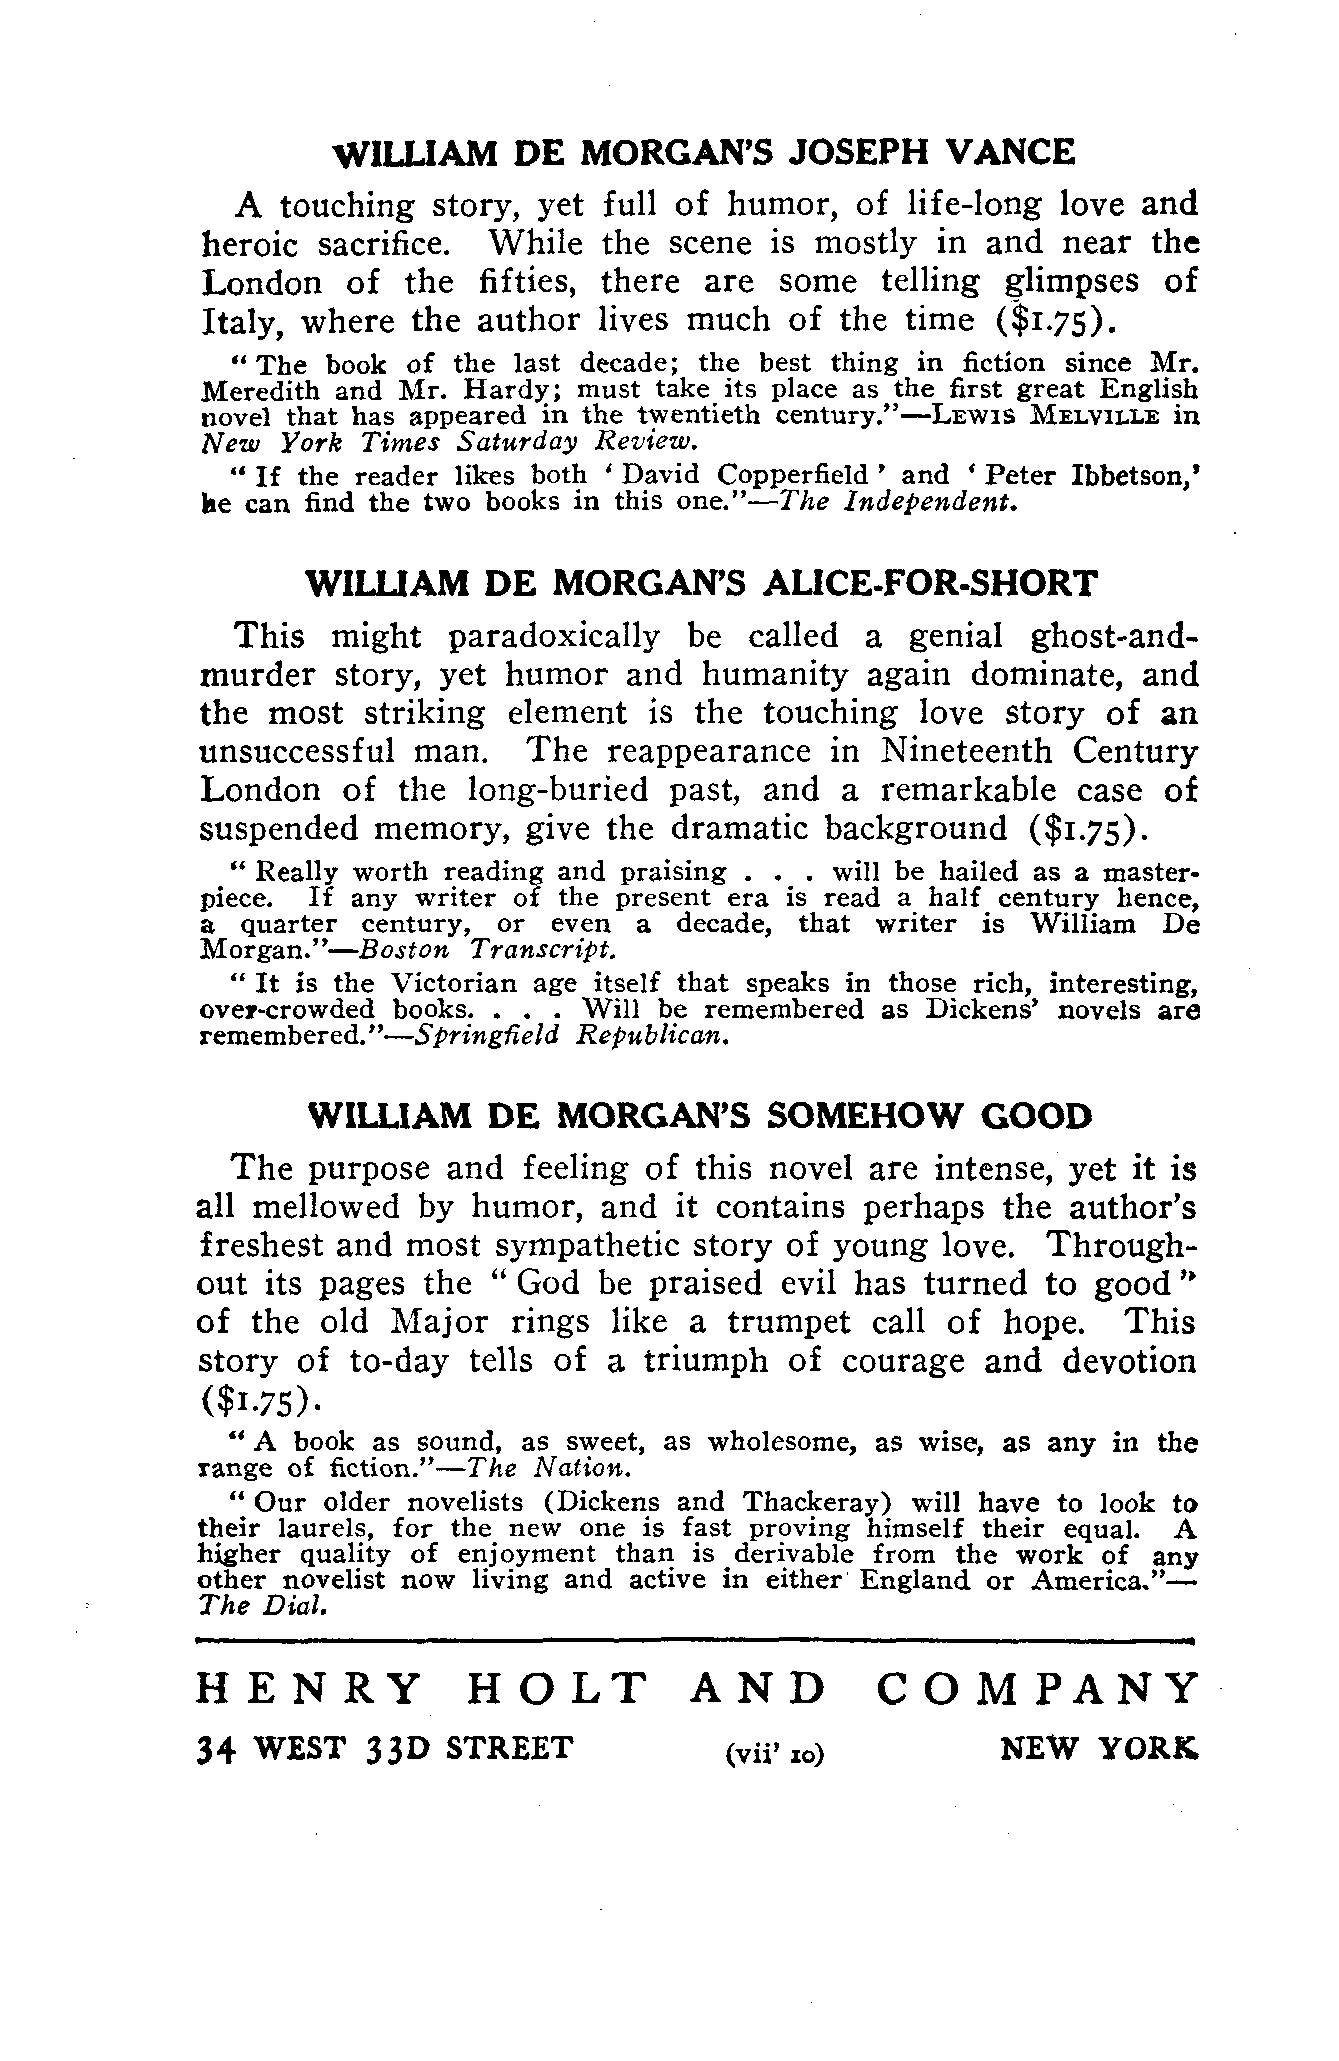 WILLIAM DE MORGAN'S JOSEPH VANCE
A touching story, yet full of humor, of life-long love and
heroic sacrifice. While the scene is mostly in and near the
London of the fifties, there are some telling glimpses of
Italy, where the author lives much of the time ($1.75).
“ The book of the last decade; the best thing in fiction since Mr.
Meredith and Mr. Hardy; must take its place as the first great English
novel that has appeared in the twentieth century.”—LEWIS MELVILLE in
New York Times Saturday Review.
“ If the reader likes both ‘ David Copperfield ’ and ‘ Peter Ibbetson,’
he can find the two books in this one.”—The Independent.
WILLIAM DE MORGAN'S ALICE-FOR-SHORT
This might paradoxically be called a genial ghost-and-
murder story, yet humor and humanity again dominate, and
the most striking element is the touching love story of an
unsuccessful man. The reappearance in Nineteenth Century
London of the long-buried past, and a remarkable case of
suspended memory, give the dramatic background ($1.75).
“ Really worth reading and praising . . . will be hailed as a master-
piece. If any writer of the present era is read a half century hence,
a quarter century, or even a decade, that writer is William De
Morgan.”—Boston Transcript.
“ It is the Victorian age itself that speaks in those rich, interesting,
over-crowded books. . . . Will be remembered as Dickens’ novels are
remembered.”—Springfield Republican.
WILLIAM DE MORGAN'S SOMEHOW GOOD
The purpose and feeling of this novel are intense, yet it is
all mellowed by humor, and it contains perhaps the author's
freshest and most sympathetic story of young love. Through-
out its pages the “ God be praised evil has turned to good ”
of the old Major rings like a trumpet call of hope. This
story of to-day tells of a triumph of courage and devotion
($1.75).
“ A book as sound, as sweet, as wholesome, as wise, as any in the
range of fiction.”—The Nation.
“ Our older novelists (Dickens and Thackeray) will have to look to
their laurels, for the new one is fast proving himself their equal. A
higher quality of enjoyment than is derivable from the work of any
other novelist now living and active in either England or America.”—
The Dial.
HENRY HOLT AND COMPANY
34 WEST 33D STREET (vii’ 10) NEW YORK